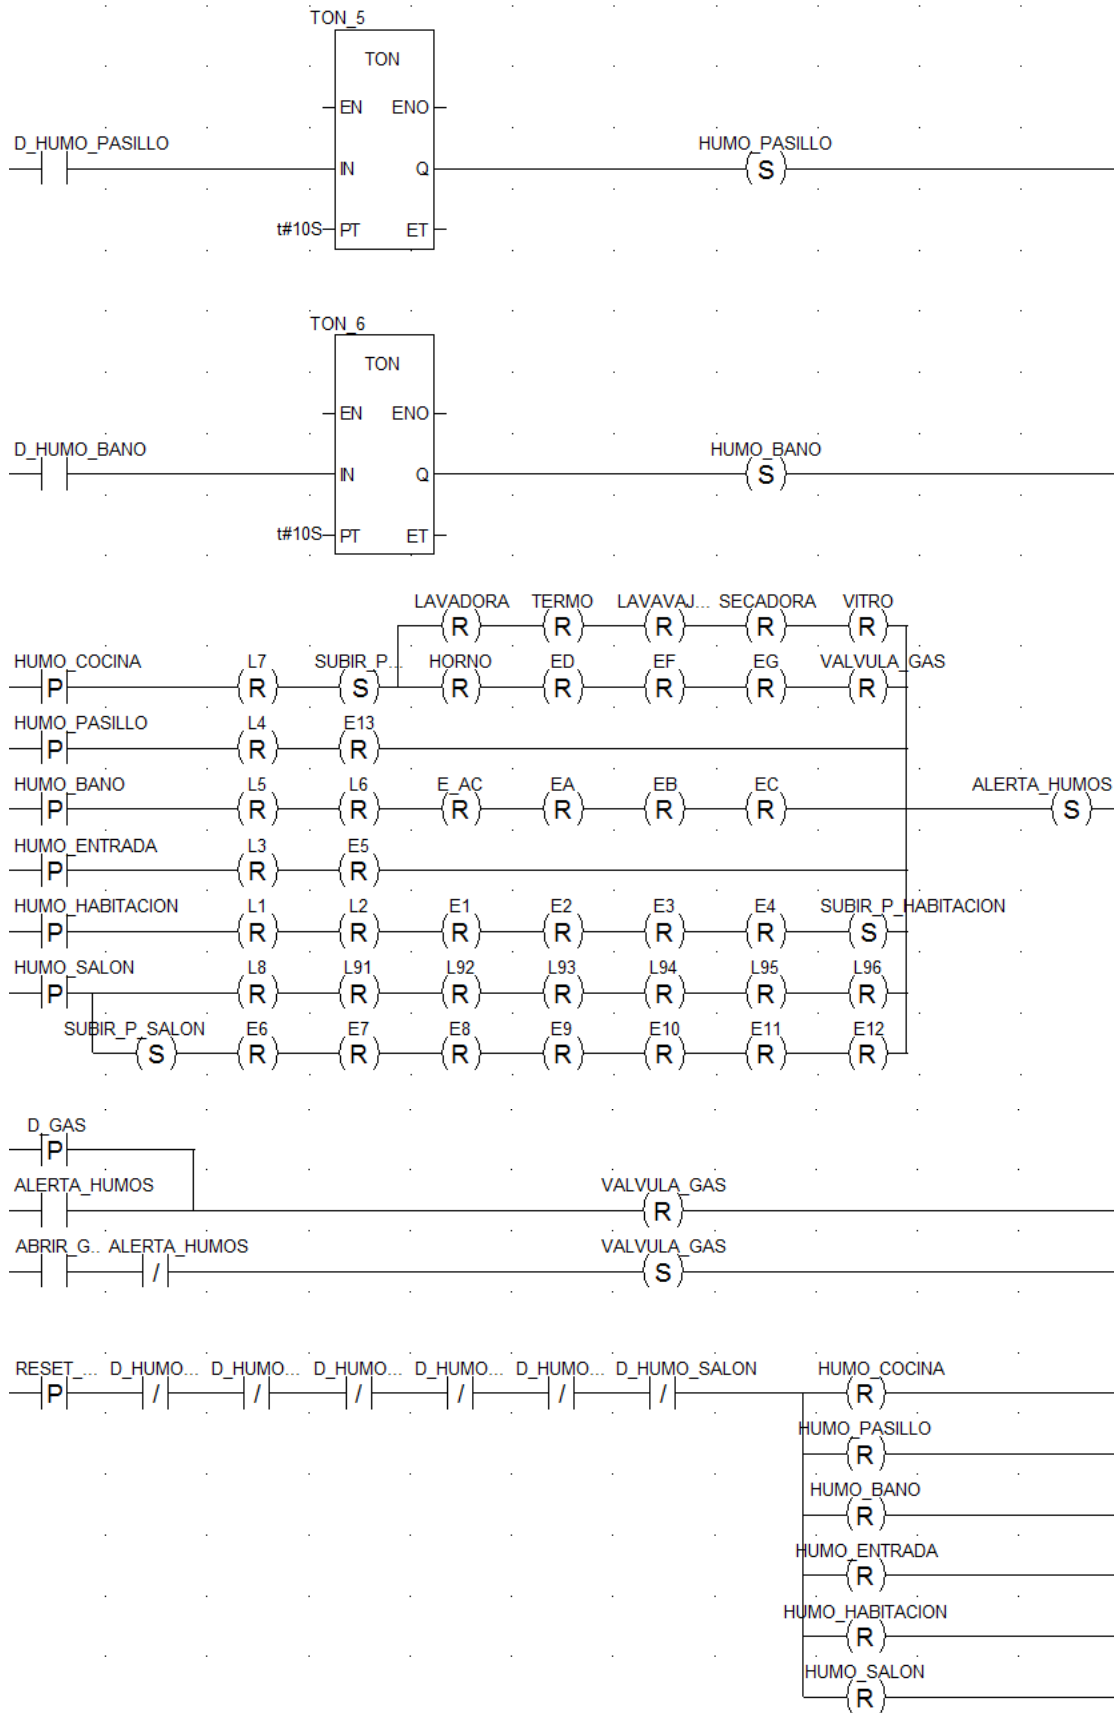 TON_5
TON
EN ENO
D_HUMO_PASILLO HUMO_PASILLO
IN Q S
t#10S PT ET
TON_6
TON
EN ENO
D_HUMO_BANO HUMO_BANO
IN Q S
t#10S PT ET
LAVADORA TERMO LAVAVAJ... SECADORA VITRO
R R R R R
HUMO_COCINA L7 SUBIR_P... HORNO ED EF EG VALVULA_GAS
P R S R R R R R
HUMO_PASILLO L4 E13
P R R
HUMO_BANO L5 L6 E_AC EA EB EC ALERTA_HUMOS
P R R R R R R S
HUMO_ENTRADA L3 E5
P R R
HUMO_HABITACION L1 L2 E1 E2 E3 E4 SUBIR_P_HABITACION
P R R R R R R S
HUMO_SALON L8 L91 L92 L93 L94 L95 L96
P R R R R R R R
SUBIR_P_SALON E6 E7 E8 E9 E10 E11 E12
S R R R R R R R
D_GAS
P
ALERTA_HUMOS VALVULA_GAS
R
ABRIR_G.. ALERTA_HUMOS VALVULA_GAS
/ S
RESET_... D_HUMO... D_HUMO... D_HUMO... D_HUMO... D_HUMO... D_HUMO_SALON HUMO_COCINA
P / / / / / / R
HUMO_PASILLO
R
HUMO_BANO
R
HUMO_ENTRADA
R
HUMO_HABITACION
R
HUMO_SALON
R